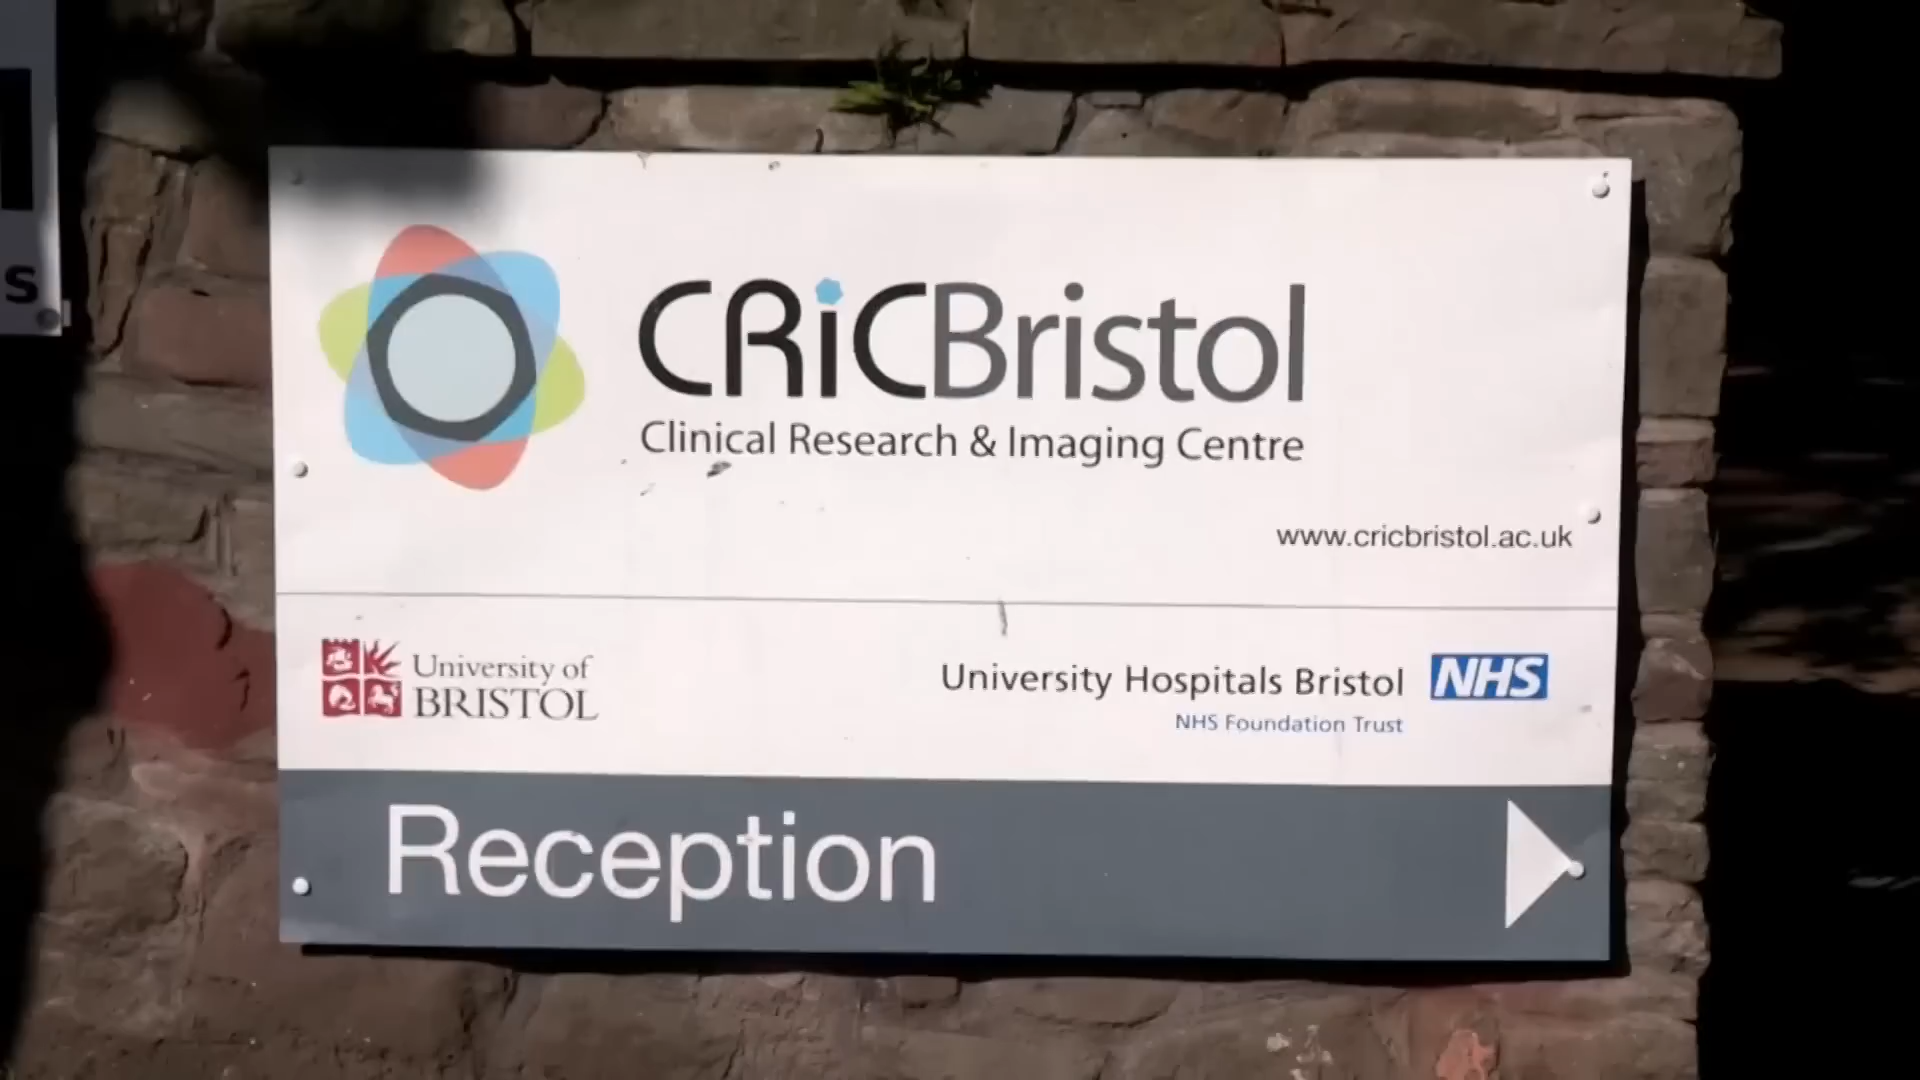 s
CRiCBristol
Clinical Research & Imaging Centre
www.cricbristol.ac.uk
University of
BRISTOL
University Hospitals Bristol NHS
NHS Foundation Trust
Reception